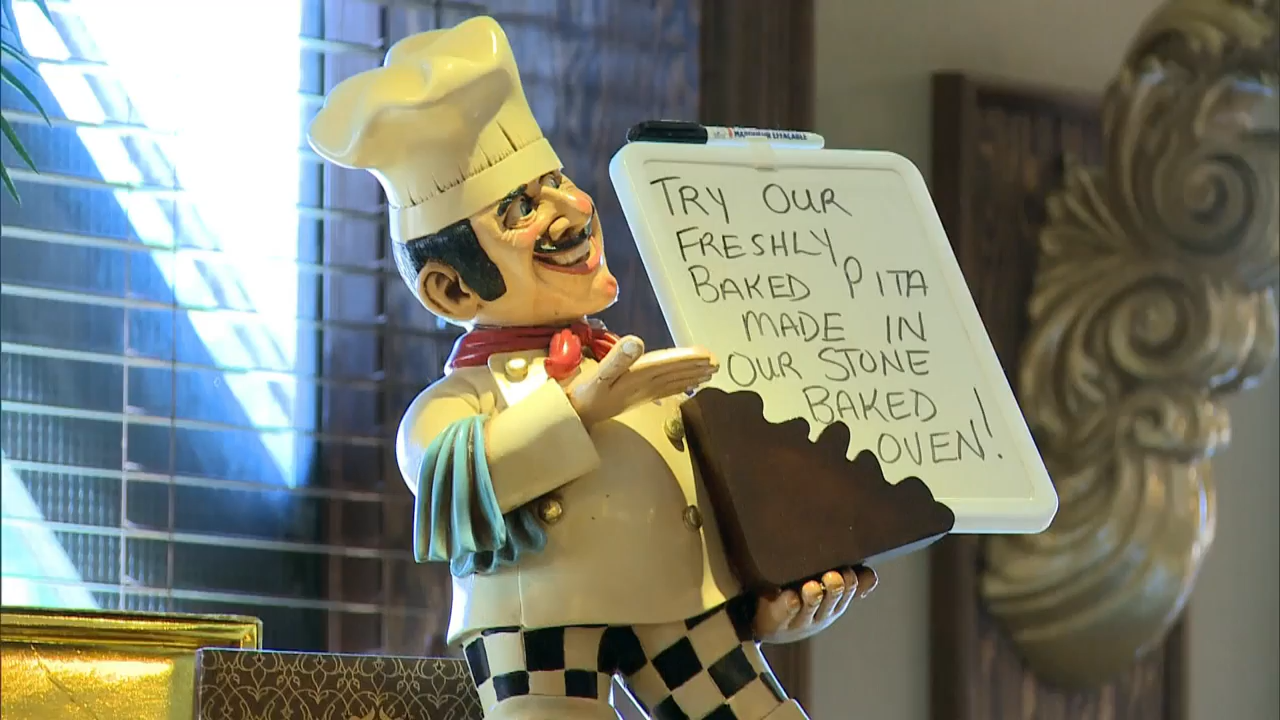 TRY OUR
FRESHLY
BAKED PITA
MADE IN
OUR STONE
BAKED
OVEN!